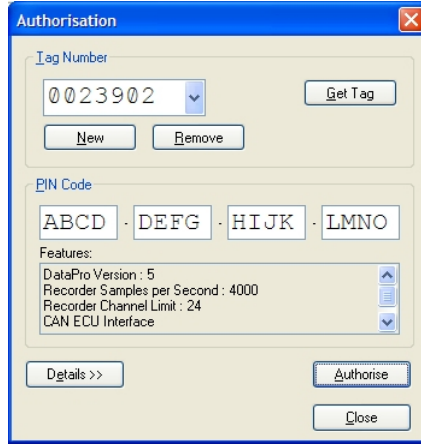 Authorisation
Tag Number
0023902
Get Tag
New Remove
PIN Code
ABCD - DEFG - HIJK - LMNO
Features:
DataPro Version : 5
Recorder Samples per Second : 4000
Recorder Channel Limit : 24
CAN ECU Interface
Details >> Authorise
Close